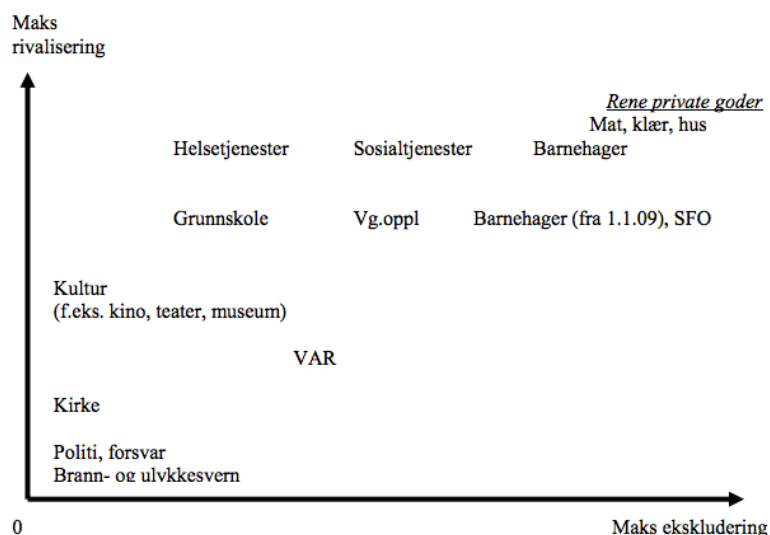 Maks
rivalisering
Rene private goder
Mat, klær, hus
Helsetjenester Sosialtjenester Barnehager
Grunnskole Vg.oppl Barnehager (fra 1.1.09), SFO
Kultur
(f.eks. kino, teater, museum)
VAR
Kirke
Politi, forsvar
Brann- og ulykkesvern
0 Maks ekskludering